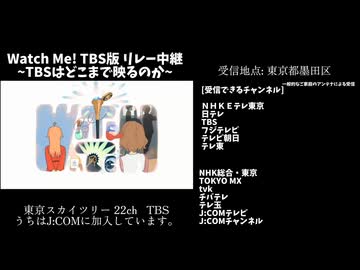 Watch Me! TBS版 リレー中継
~TBSはどこまで映るのか~
東京スカイツリー 22ch TBS
うちはJ:COMに加入しています。
受信地点: 東京都墨田区
一般的なご家庭のアンテナによる受信
[受信できるチャンネル]
NHKEテレ東京
日テレ
TBS
フジテレビ
テレビ朝日
テレ東
NHK総合・東京
TOKYO MX
tvk
チバテレ
テレ玉
J:COMテレビ
J:COMチャンネル